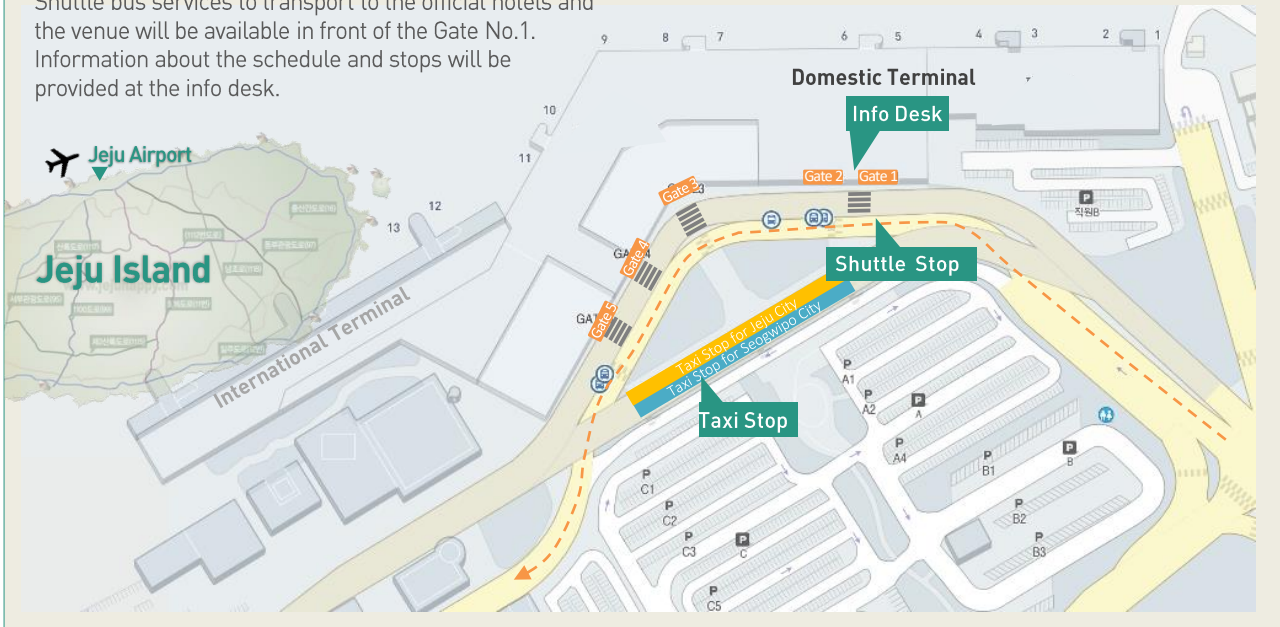 Shuttle bus services to transport to the official hotels and
the venue will be available in front of the Gate No.1.
Information about the schedule and stops will be
provided at the info desk.
9
8
7
6
5
4
3
2
1
Domestic Terminal
Info Desk
10
11
12
13
Jeju Airport
Jeju Island
International Terminal
Gate 3
Gate 2
Gate 1
Gate 4
Gate 5
직원B
P
Shuttle Stop
Taxi Stop for Jeju City
Taxi Stop for Seogwipo City
Taxi Stop
P
A1
P
A2
P
A
P
A4
P
B1
P
B
P
B2
P
B3
P
C1
P
C2
P
C3
P
C
P
C5